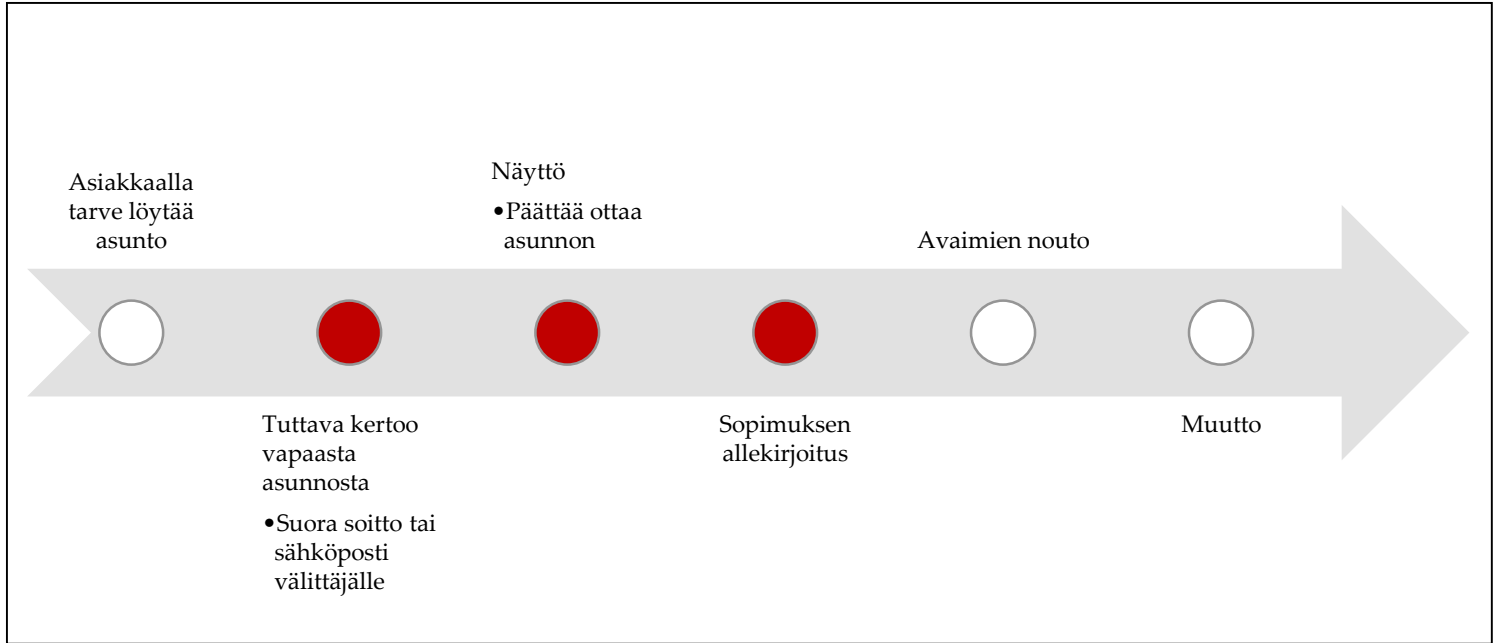 Asiakkaalla
tarve löytää
asunto
Tuttava kertoo
vapaasta
asunnosta
•Suora soitto tai
sähköposti
välittäjälle
Näyttö
•Päättää ottaa
asunnon
Sopimuksen
allekirjoitus
Avaimien nouto
Muutto